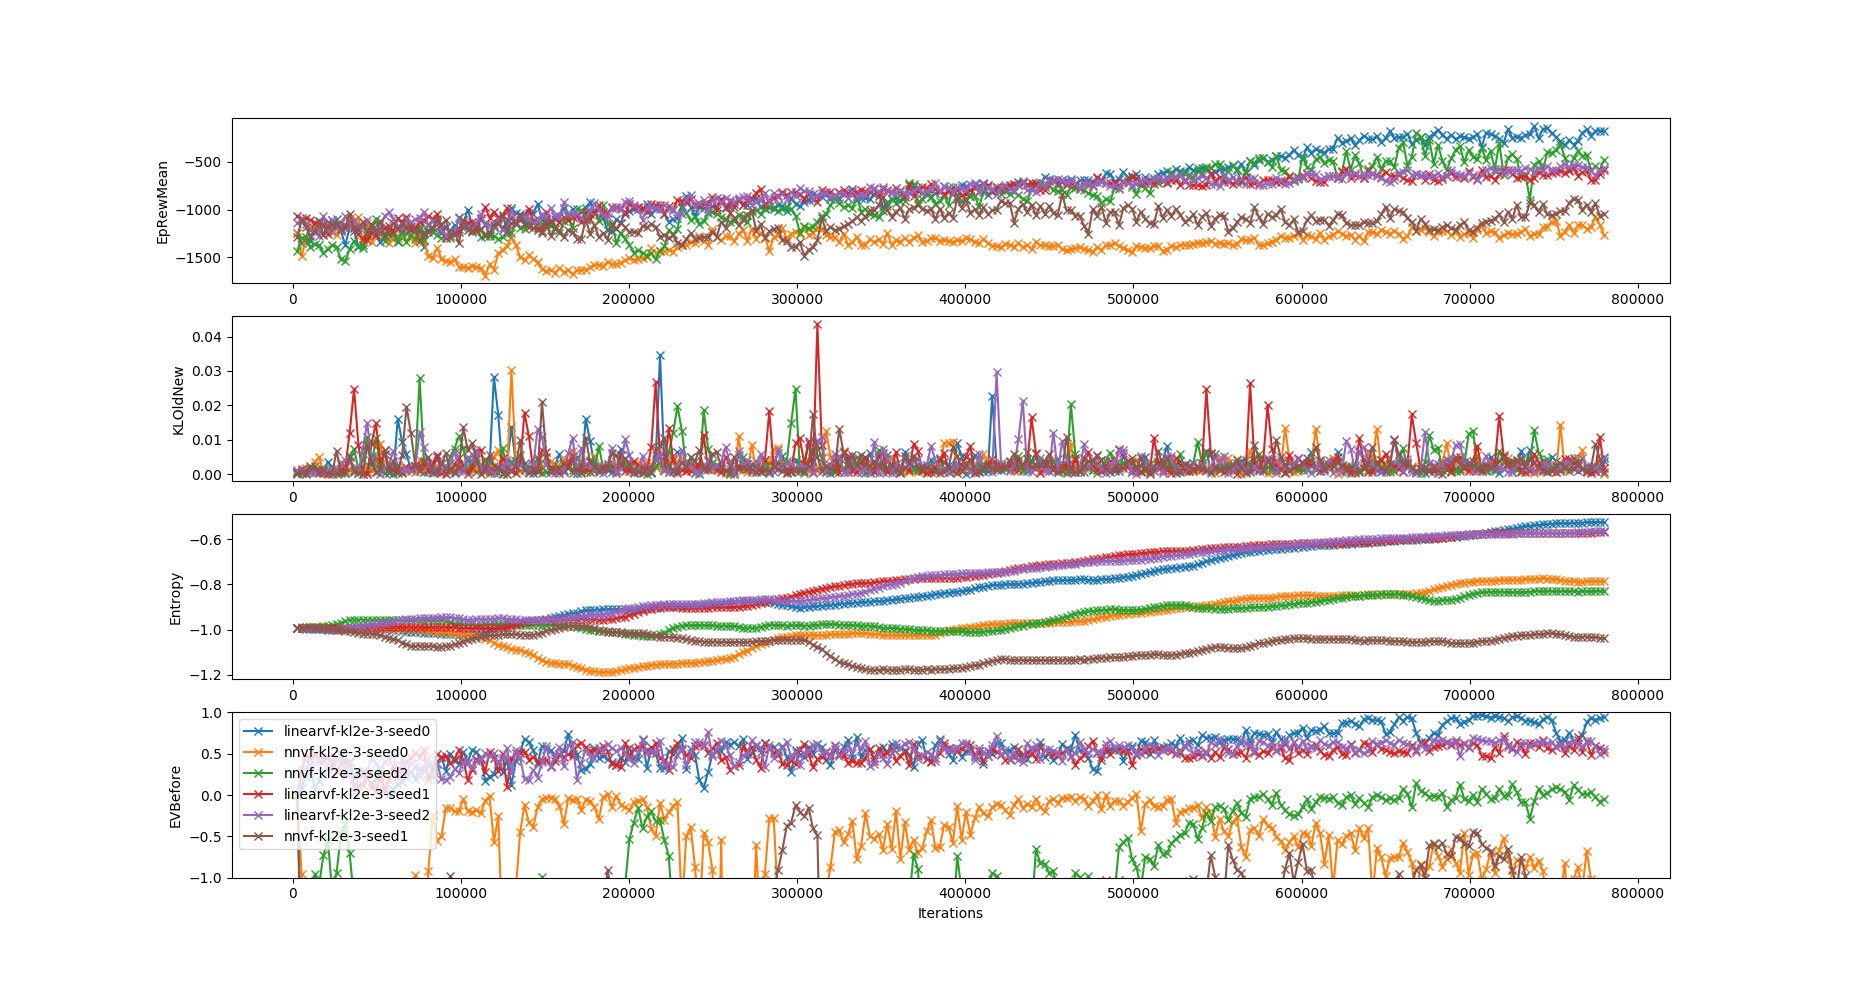 EpRewMean
−500
−1000
−1500
0 100000 200000 300000 400000 500000 600000 700000 800000
KLOldNew
0.04
0.03
0.02
0.01
0.00
0 100000 200000 300000 400000 500000 600000 700000 800000
Entropy
−0.6
−0.8
−1.0
−1.2
0 100000 200000 300000 400000 500000 600000 700000 800000
EVBefore
1.0
0.5
0.0
−0.5
−1.0
linearvf-kl2e-3-seed0
nnvf-kl2e-3-seed0
nnvf-kl2e-3-seed2
linearvf-kl2e-3-seed1
linearvf-kl2e-3-seed2
nnvf-kl2e-3-seed1
0 100000 200000 300000 400000 500000 600000 700000 800000
Iterations